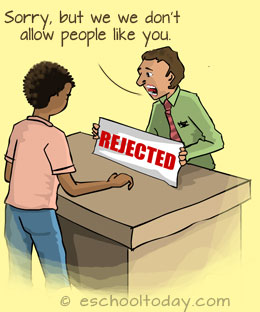 Sorry, but we we don't
allow people like you.
REJECTED
© eschooltoday.com